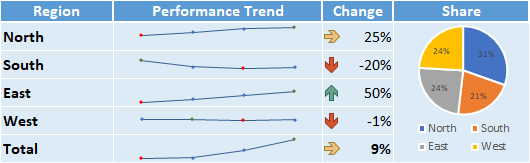 Region Performance Trend Change Share
North 25%
South -20%
East 50%
West -1%
Total 9%
24% 31%
24% 21%
North South
East West